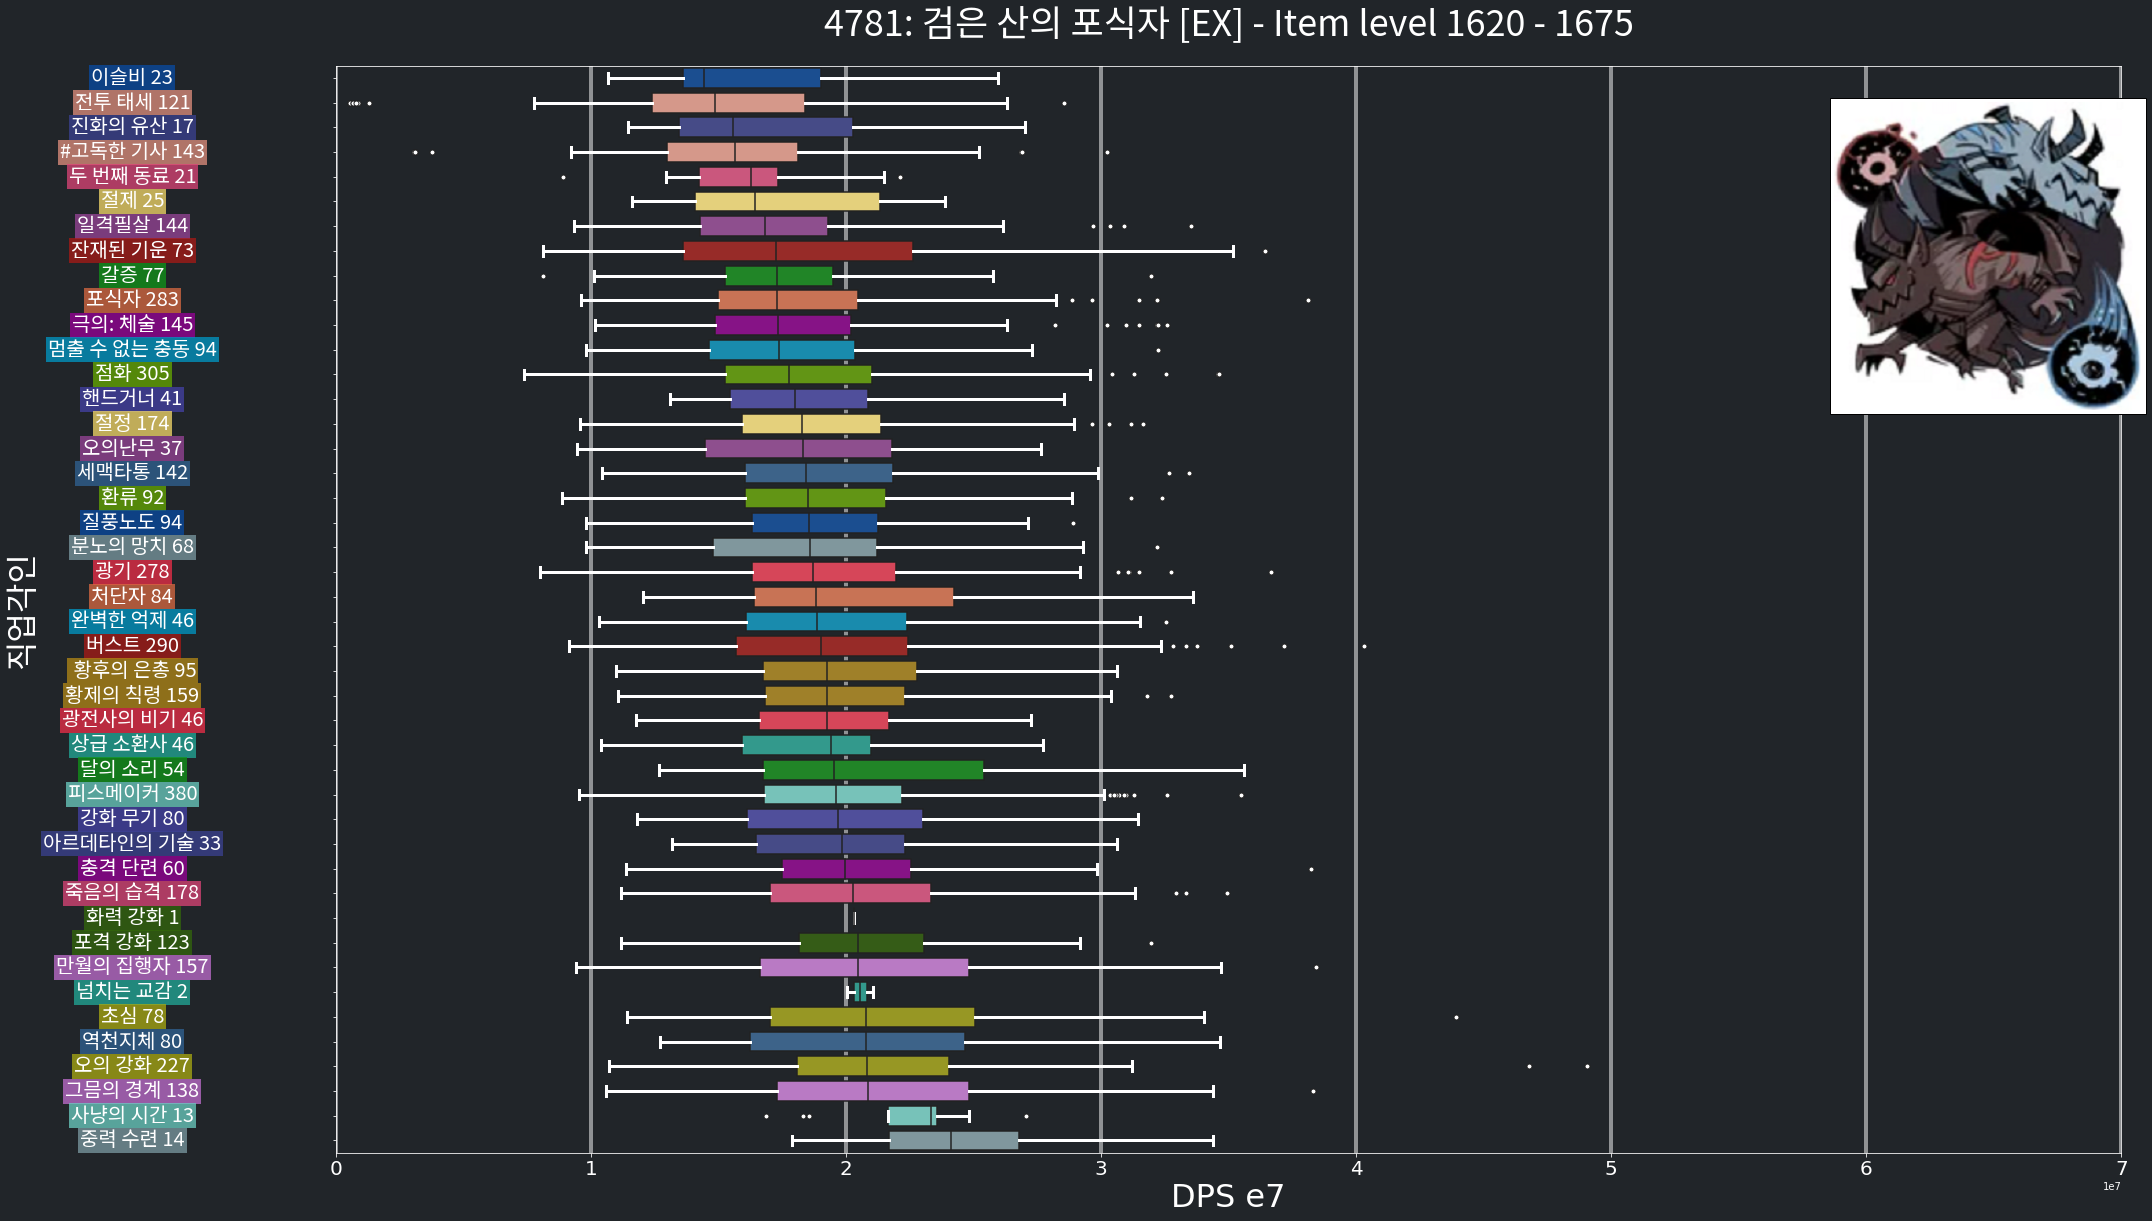 4781: 검은 산의 포식자 [EX] - Item level 1620 - 1675
이슬비 23
전투 태세 121
진화의 유산 17
#고독한 기사 143
두 번째 동료 21
절제 25
일격필살 144
잔재된 기운 73
갈증 77
포식자 283
극의: 체술 145
멈출 수 없는 충동 94
점화 305
핸드거너 41
절정 174
오의난무 37
세맥타통 142
환류 92
질풍노도 94
분노의 망치 68
광기 278
처단자 84
완벽한 억제 46
버스트 290
황후의 은총 95
황제의 칙령 159
광전사의 비기 46
상급 소환사 46
달의 소리 54
피스메이커 380
강화 무기 80
아르데타인의 기술 33
충격 단련 60
죽음의 습격 178
화력 강화 1
포격 강화 123
만월의 집행자 157
넘치는 교감 2
초심 78
역천지체 80
오의 강화 227
그믐의 경계 138
사냥의 시간 13
중력 수련 14
직업각인
0 1 2 3 4 5 6 7
1e7
DPS e7